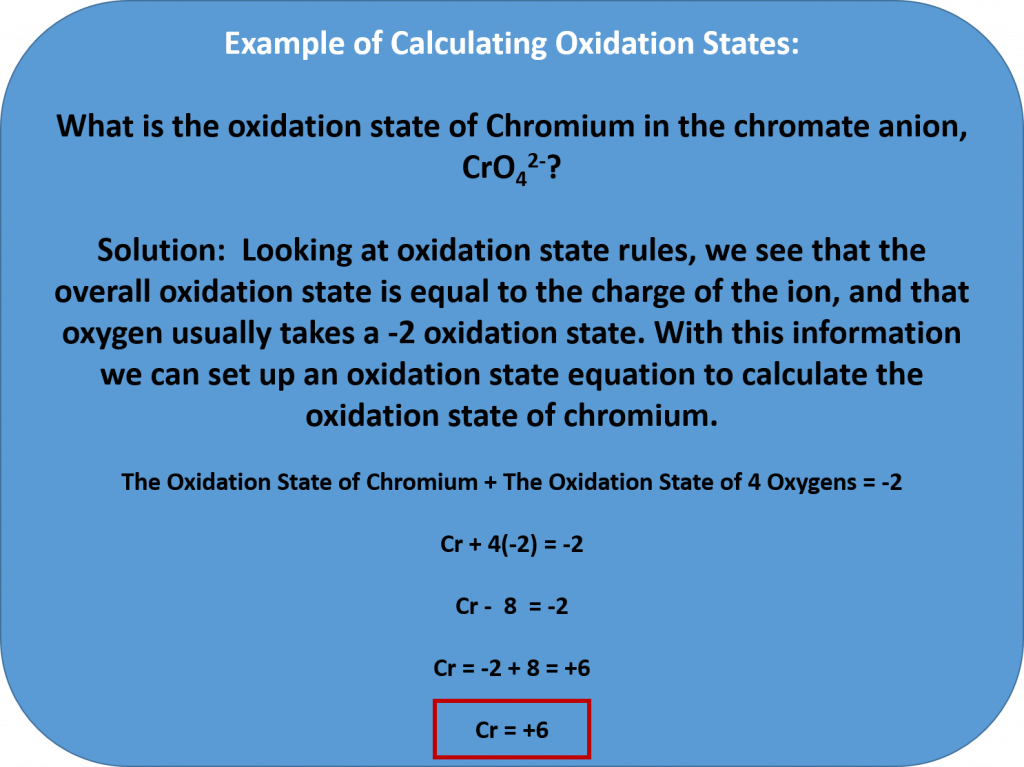 Example of Calculating Oxidation States:
What is the oxidation state of Chromium in the chromate anion,
CrO₄²⁻?
Solution:  Looking at oxidation state rules, we see that the
overall oxidation state is equal to the charge of the ion, and that
oxygen usually takes a -2 oxidation state. With this information
we can set up an oxidation state equation to calculate the
oxidation state of chromium.
The Oxidation State of Chromium + The Oxidation State of 4 Oxygens = -2
Cr + 4(-2) = -2
Cr -  8  = -2
Cr = -2 + 8 = +6
Cr = +6